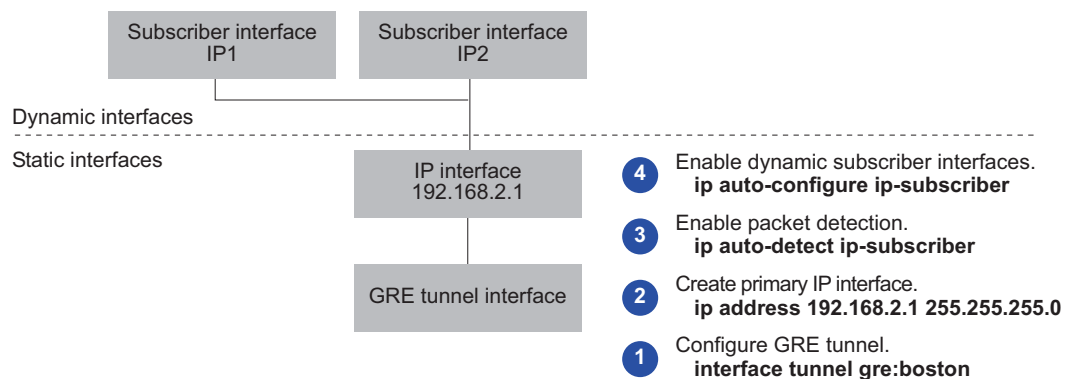 Subscriber interface
IP1
Subscriber interface
IP2
Dynamic interfaces
Static interfaces
IP interface
192.168.2.1
GRE tunnel interface
4 Enable dynamic subscriber interfaces.
ip auto-configure ip-subscriber
3 Enable packet detection.
ip auto-detect ip-subscriber
2 Create primary IP interface.
ip address 192.168.2.1 255.255.255.0
1 Configure GRE tunnel.
interface tunnel gre:boston